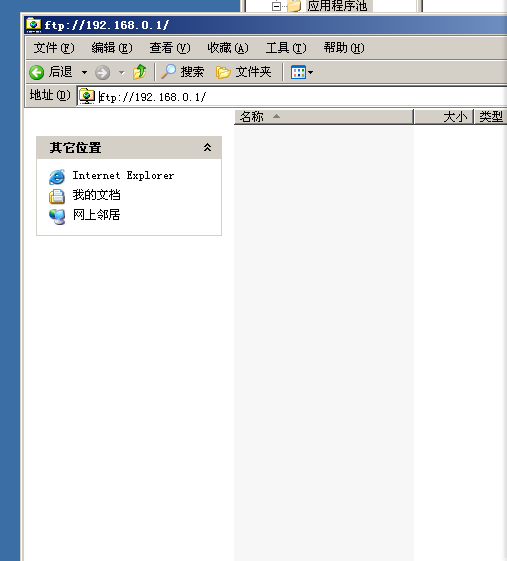 应用程序池
ftp://192.168.0.1/
文件(F) 编辑(E) 查看(V) 收藏(A) 工具(T) 帮助(H)
后退 搜索 文件夹
地址(D) ftp://192.168.0.1/
名称 大小 类型
其它位置
Internet Explorer
我的文档
网上邻居